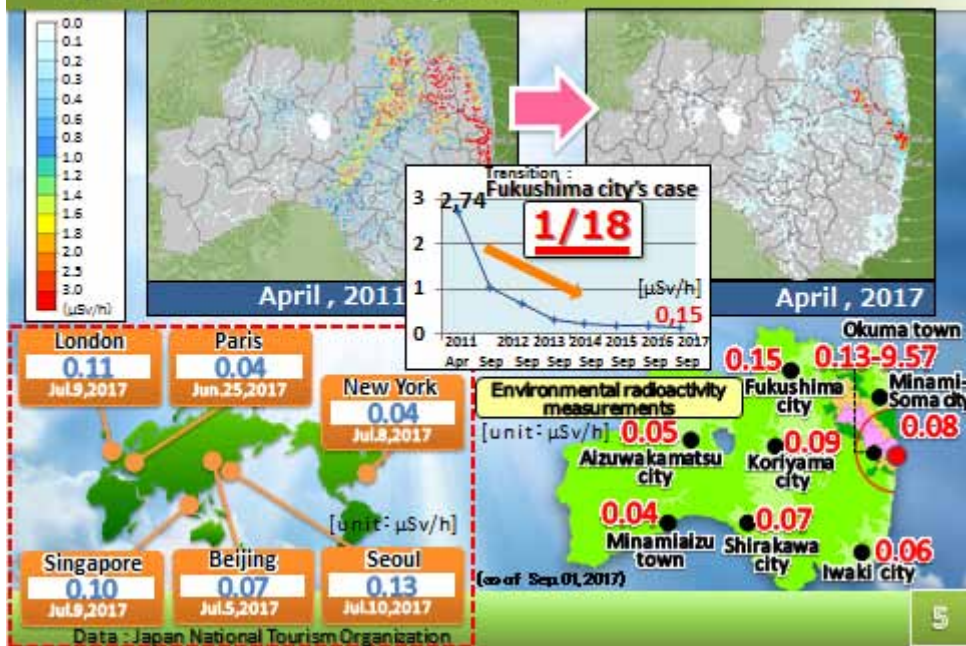 0.0
0.1
0.1
0.2
0.3
0.4
0.6
0.8
1.0
1.2
1.4
1.6
1.8
2.0
2.5
3.0
(μSv/h)
April , 2011
April , 2017
Transition :
Fukushima city's case
1/18
3
2
1
0
2,74
[μSv/h]
0,15
2011 2012 2013 2014 2015 2016 2017
Apr Sep Sep Sep Sep Sep Sep Sep
London
0.11
Jul.9,2017
Paris
0.04
Jun.25,2017
New York
0.04
Jul.8,2017
[unit: μSv/h]
Singapore
0.10
Jul.9,2017
Beijing
0.07
Jul.5,2017
Seoul
0.13
Jul.10,2017
Data : Japan National Tourism Organization
Environmental radioactivity
measurements
[unit: μSv/h]
Okuma town
0.13-9.57
0.15
Fukushima
city
Minami-
Soma city
0.08
0.05
Aizuwakamatsu
city
0.09
Koriyama
city
0.04
Minamiaizu
town
0.07
Shirakawa
city
0.06
Iwaki city
(as of Sep.01,2017)
5